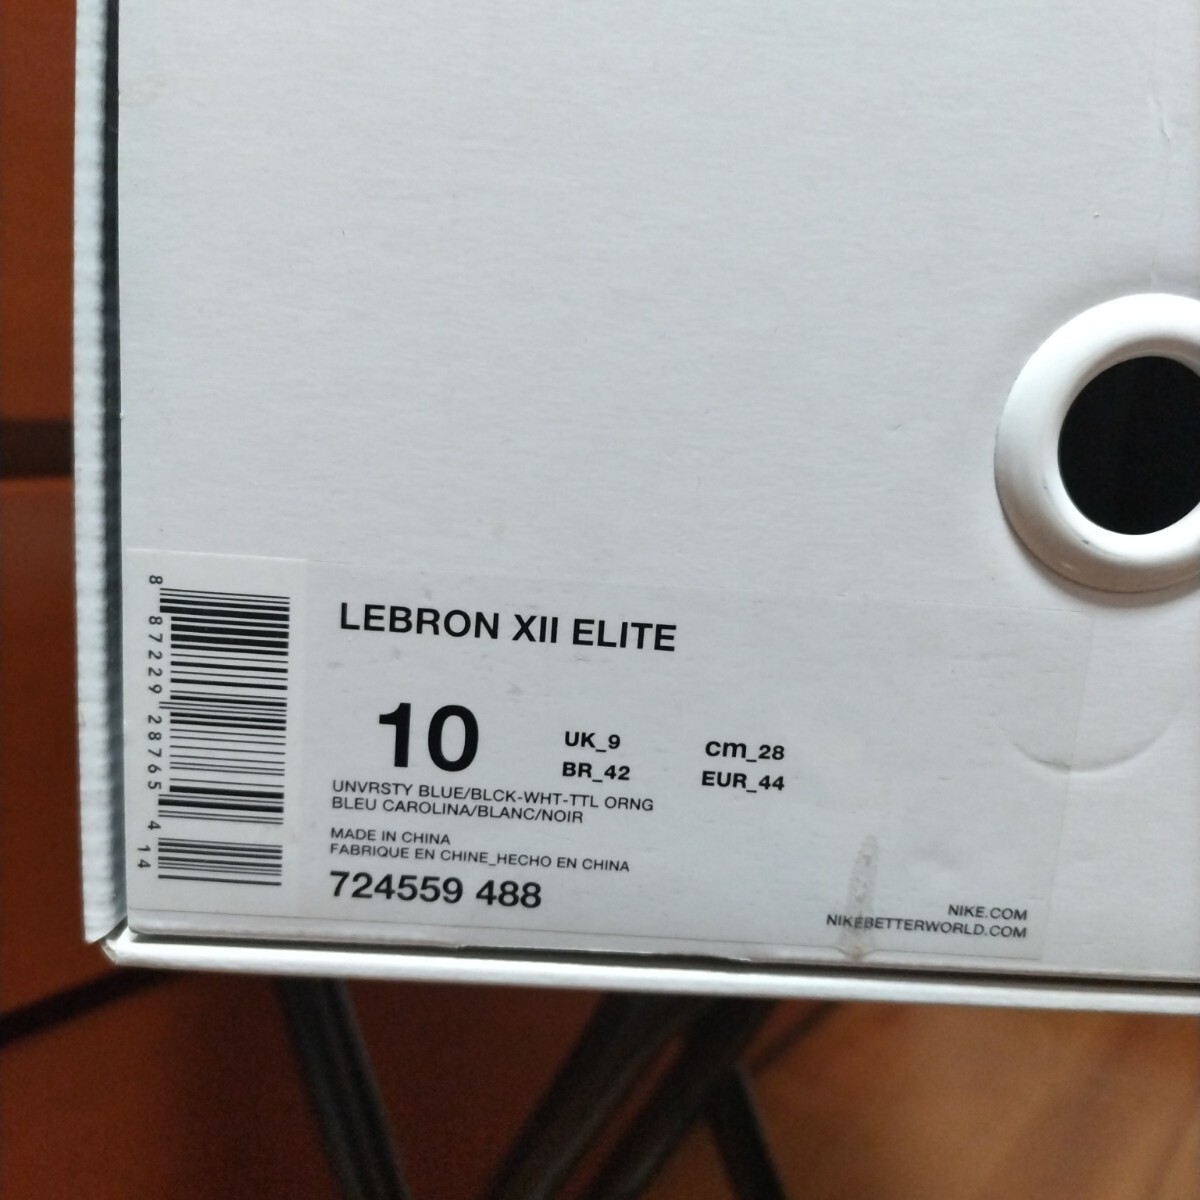 LEBRON XII ELITE
10
UK_9
cm_28
BR_42
EUR_44
UNVRSTY BLUE/BLCK-WHT-TTL ORNG
BLEU CAROLINA/BLANC/NOIR
MADE IN CHINA
FABRIQUE EN CHINE_HECHO EN CHINA
724559 488
NIKE.COM
NIKEBETTERWORLD.COM
8 87229 28765 4 14